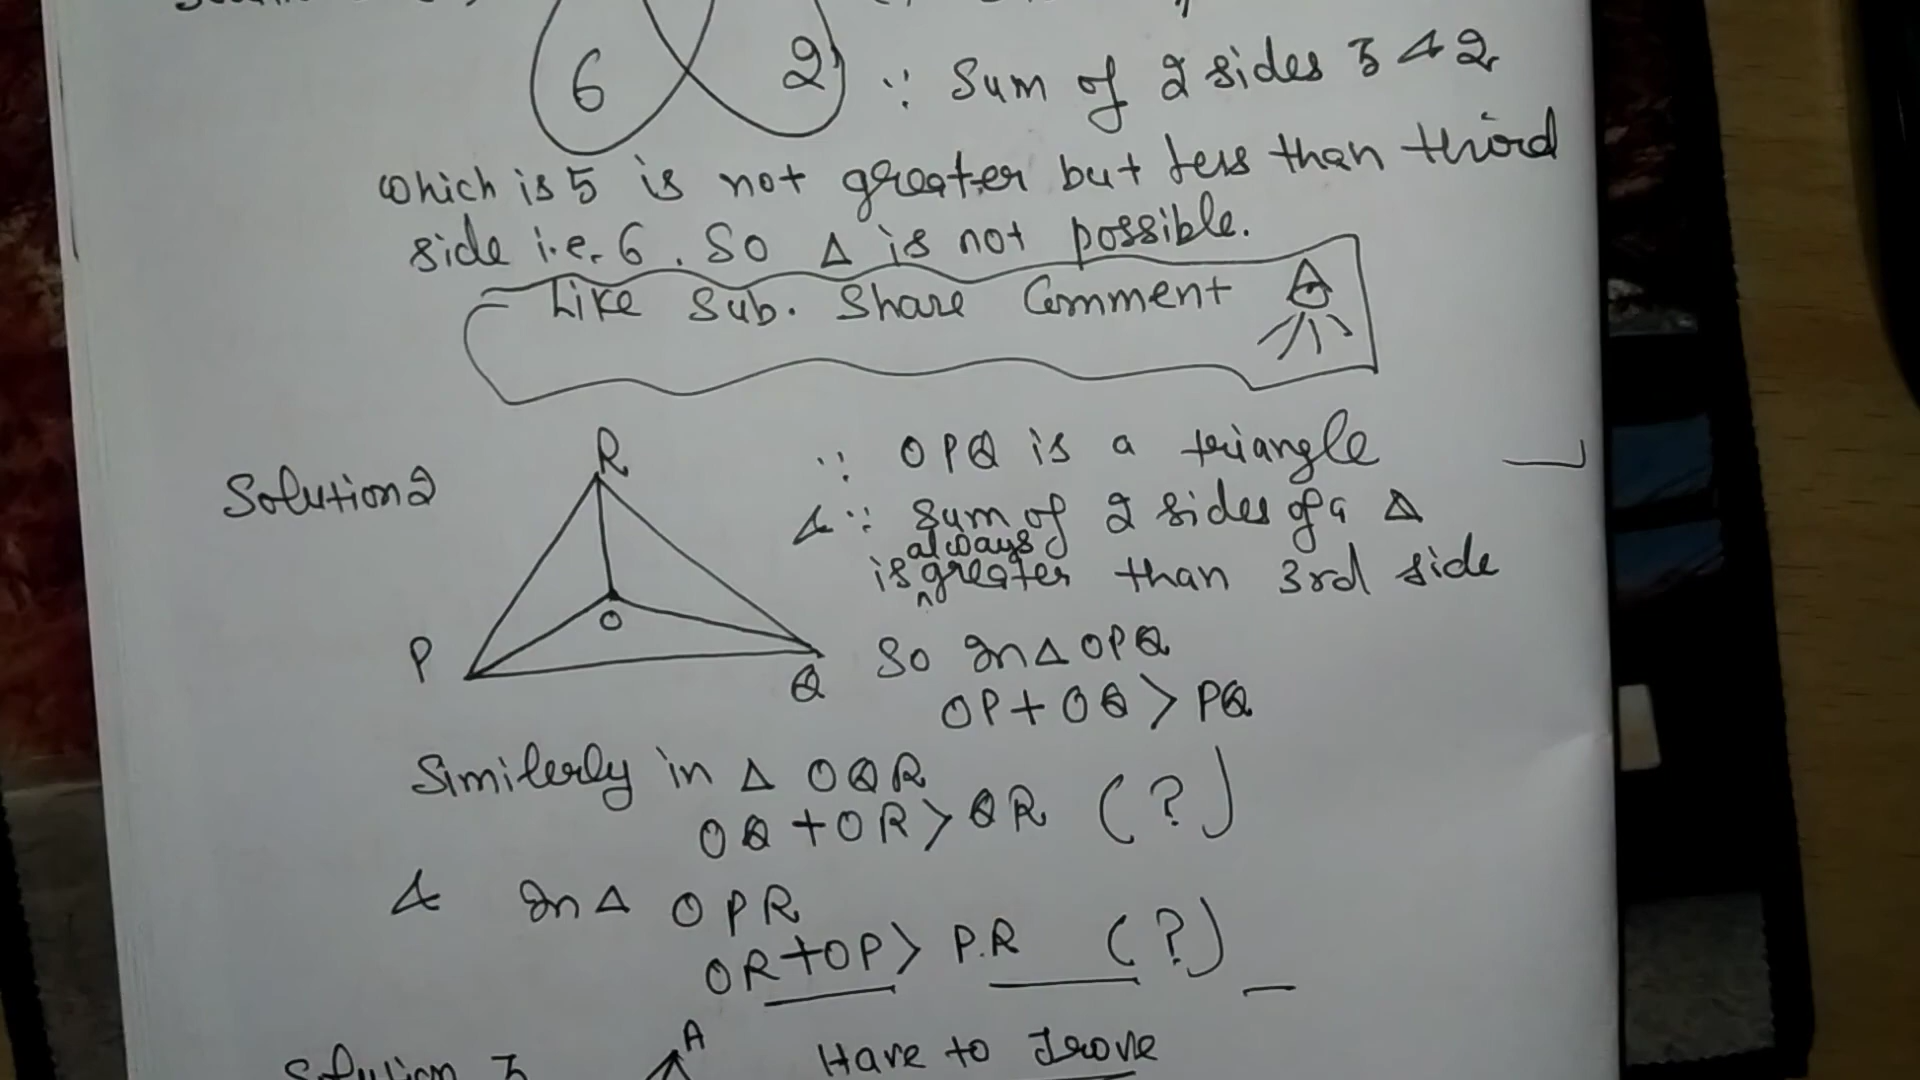 6 2 ∵ Sum of 2 sides 3 & 2
which is 5 is not greater but less than third
side i.e. 6. So Δ is not possible.
Like Sub. Share Comment
Solution 2
R
P
O
Q
∵ OPQ is a triangle
& ∵ Sum of 2 sides of a Δ
is always greater than 3rd side
So In Δ OPQ
OP + OQ > PQ
Similerly in Δ OQR
OQ + OR > QR (?)
& In Δ OPR
OR + OP > P.R (?)
Solution 3 A Have to Prove